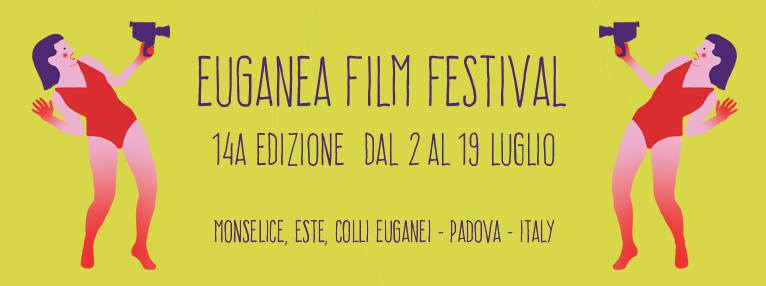 EUGANEA FILM FESTIVAL
14A EDIZIONE DAL 2 AL 19 LUGLIO
MONSELICE, ESTE, COLLI EUGANEI - PADOVA - ITALY